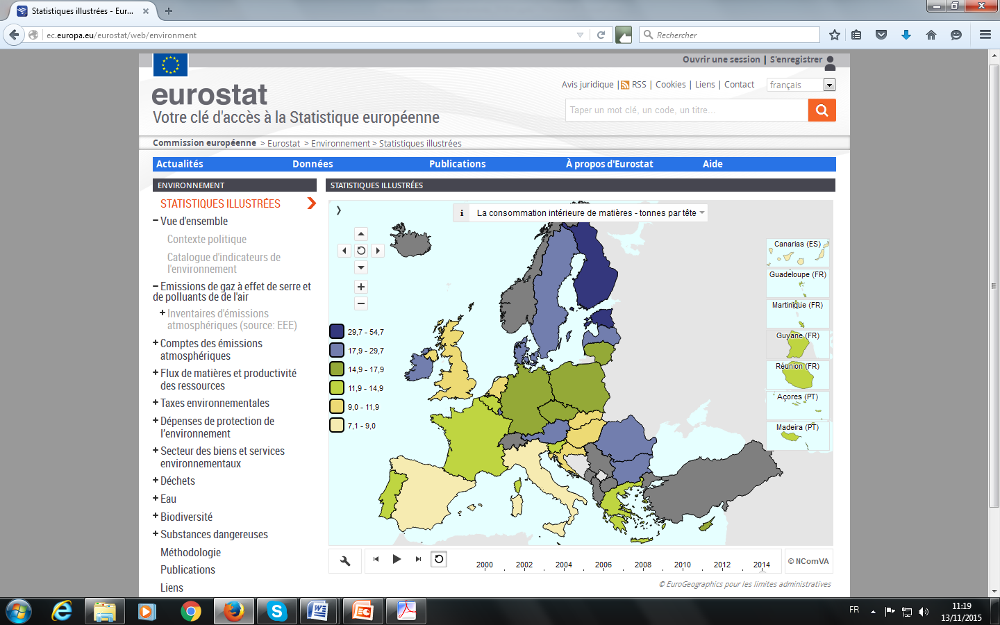 Statistiques illustrées - Eur...
ec.europa.eu/eurostat/web/environment
Rechercher
Ouvrir une session | S'enregistrer
Avis juridique | RSS | Cookies | Liens | Contact
français
eurostat
Votre clé d'accès à la Statistique européenne
Taper un mot clé, un code, un titre...
Commission européenne > Eurostat > Environnement > Statistiques illustrées
Actualités Données Publications À propos d'Eurostat Aide
ENVIRONNEMENT
STATISTIQUES ILLUSTRÉES
Vue d'ensemble
Contexte politique
Catalogue d'indicateurs de
l'environnement
Emissions de gaz à effet de serre et
de polluants de de l'air
Inventaires d'émissions
atmosphériques (source: EEE)
Comptes des émissions
atmosphériques
Flux de matières et productivité
des ressources
Taxes environnementales
Dépenses de protection de
l'environnement
Secteur des biens et services
environnementaux
Déchets
Eau
Biodiversité
Substances dangereuses
Méthodologie
Publications
Liens
STATISTIQUES ILLUSTRÉES
i La consommation intérieure de matières - tonnes par tête
29,7 - 54,7
17,9 - 29,7
14,9 - 17,9
11,9 - 14,9
9,0 - 11,9
7,1 - 9,0
Canarias (ES)
Guadeloupe (FR)
Martinique (FR)
Guyane (FR)
Réunion (FR)
Açores (PT)
Madeira (PT)
2000 2002 2004 2006 2008 2010 2012 2014
© NComVA
© EuroGeographics pour les limites administratives
FR
11:19
13/11/2015